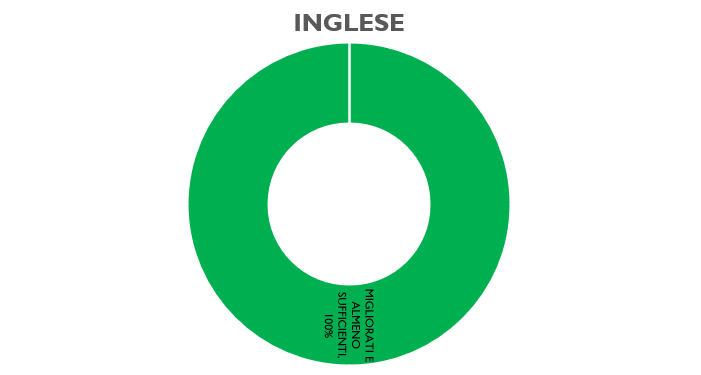 INGLESE
MIGLIORATI E
ALMENO
SUFFICIENTI,
100%